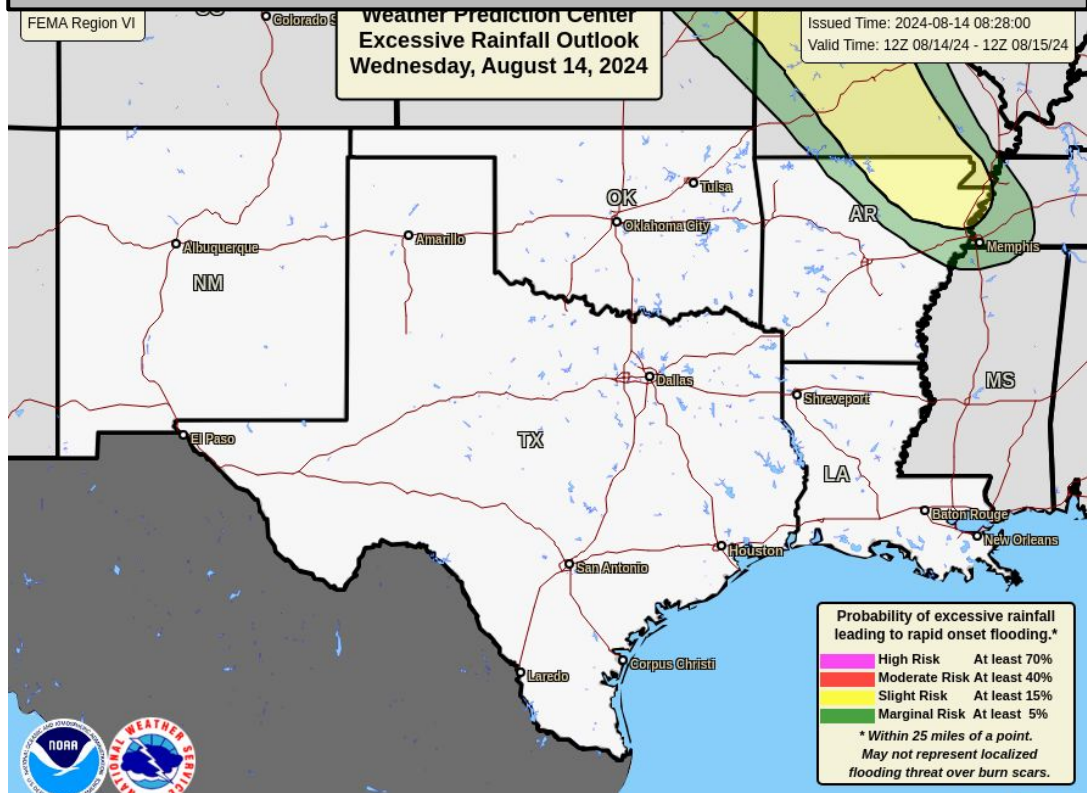 FEMA Region VI
Weather Prediction Center
Excessive Rainfall Outlook
Wednesday, August 14, 2024
Issued Time: 2024-08-14 08:28:00
Valid Time: 12Z 08/14/24 - 12Z 08/15/24
Colorado S
Tulsa
OK
Oklahoma City
AR
Memphis
Albuquerque
Amarillo
NM
Dallas
MS
Shreveport
El Paso
TX
LA
Baton Rouge
New Orleans
Houston
San Antonio
Corpus Christi
Laredo
Probability of excessive rainfall
leading to rapid onset flooding.*
High Risk At least 70%
Moderate Risk At least 40%
Slight Risk At least 15%
Marginal Risk At least 5%
* Within 25 miles of a point.
May not represent localized
flooding threat over burn scars.
NOAA
NATIONAL WEATHER SERVICE